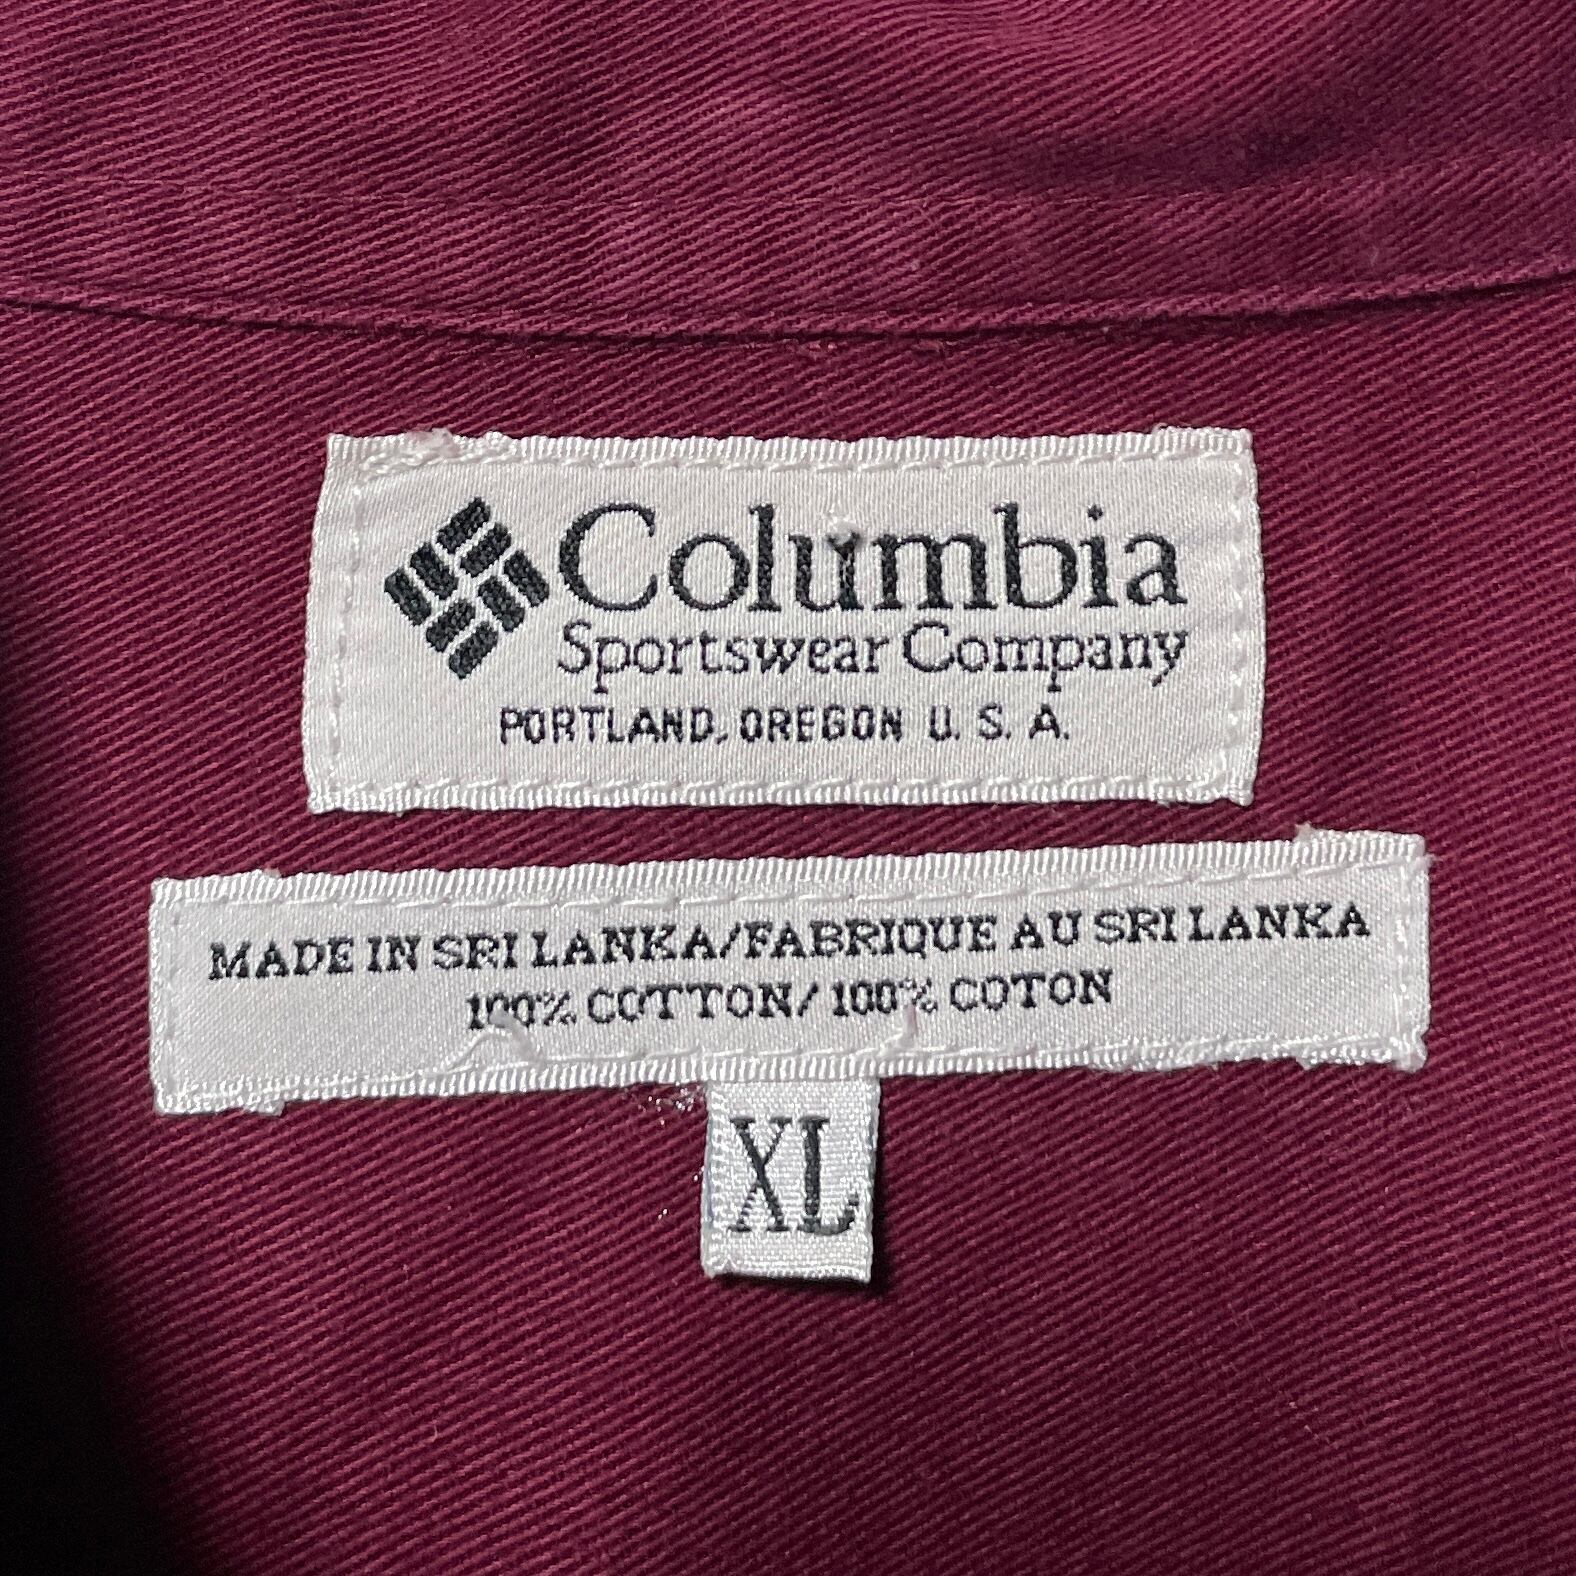 Columbia
Sportswear Company
PORTLAND, OREGON U.S.A.
MADE IN SRI LANKA/FABRIQUE AU SRI LANKA
100% COTTON/100% COTON
XL